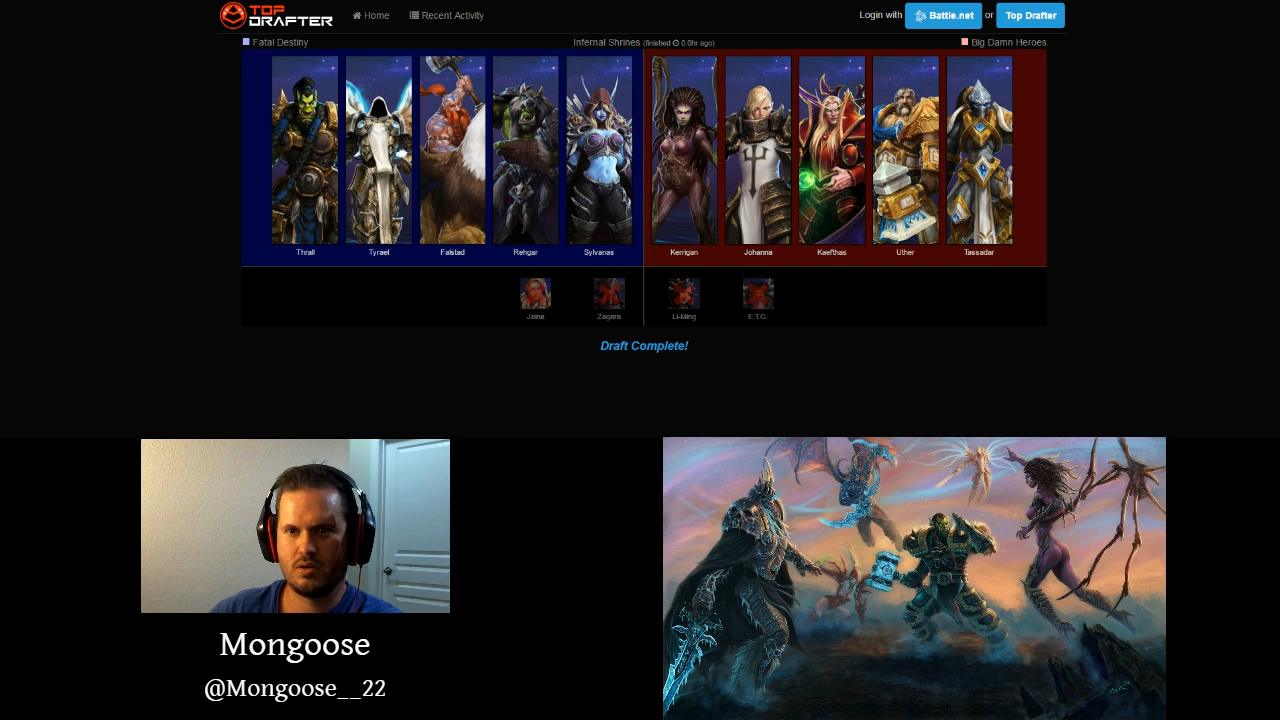 TOP DRAFTER
Home
Recent Activity
Login with Battle.net or Top Drafter
Fatal Destiny
Infernal Shrines (finished 0.0hr ago)
Big Damn Heroes
Thrall
Tyrael
Falstad
Rehgar
Sylvanas
Kerrigan
Johanna
Kael'thas
Uther
Tassadar
Jaina
Zagara
Li-Ming
E.T.C.
Draft Complete!
Mongoose
@Mongoose__22